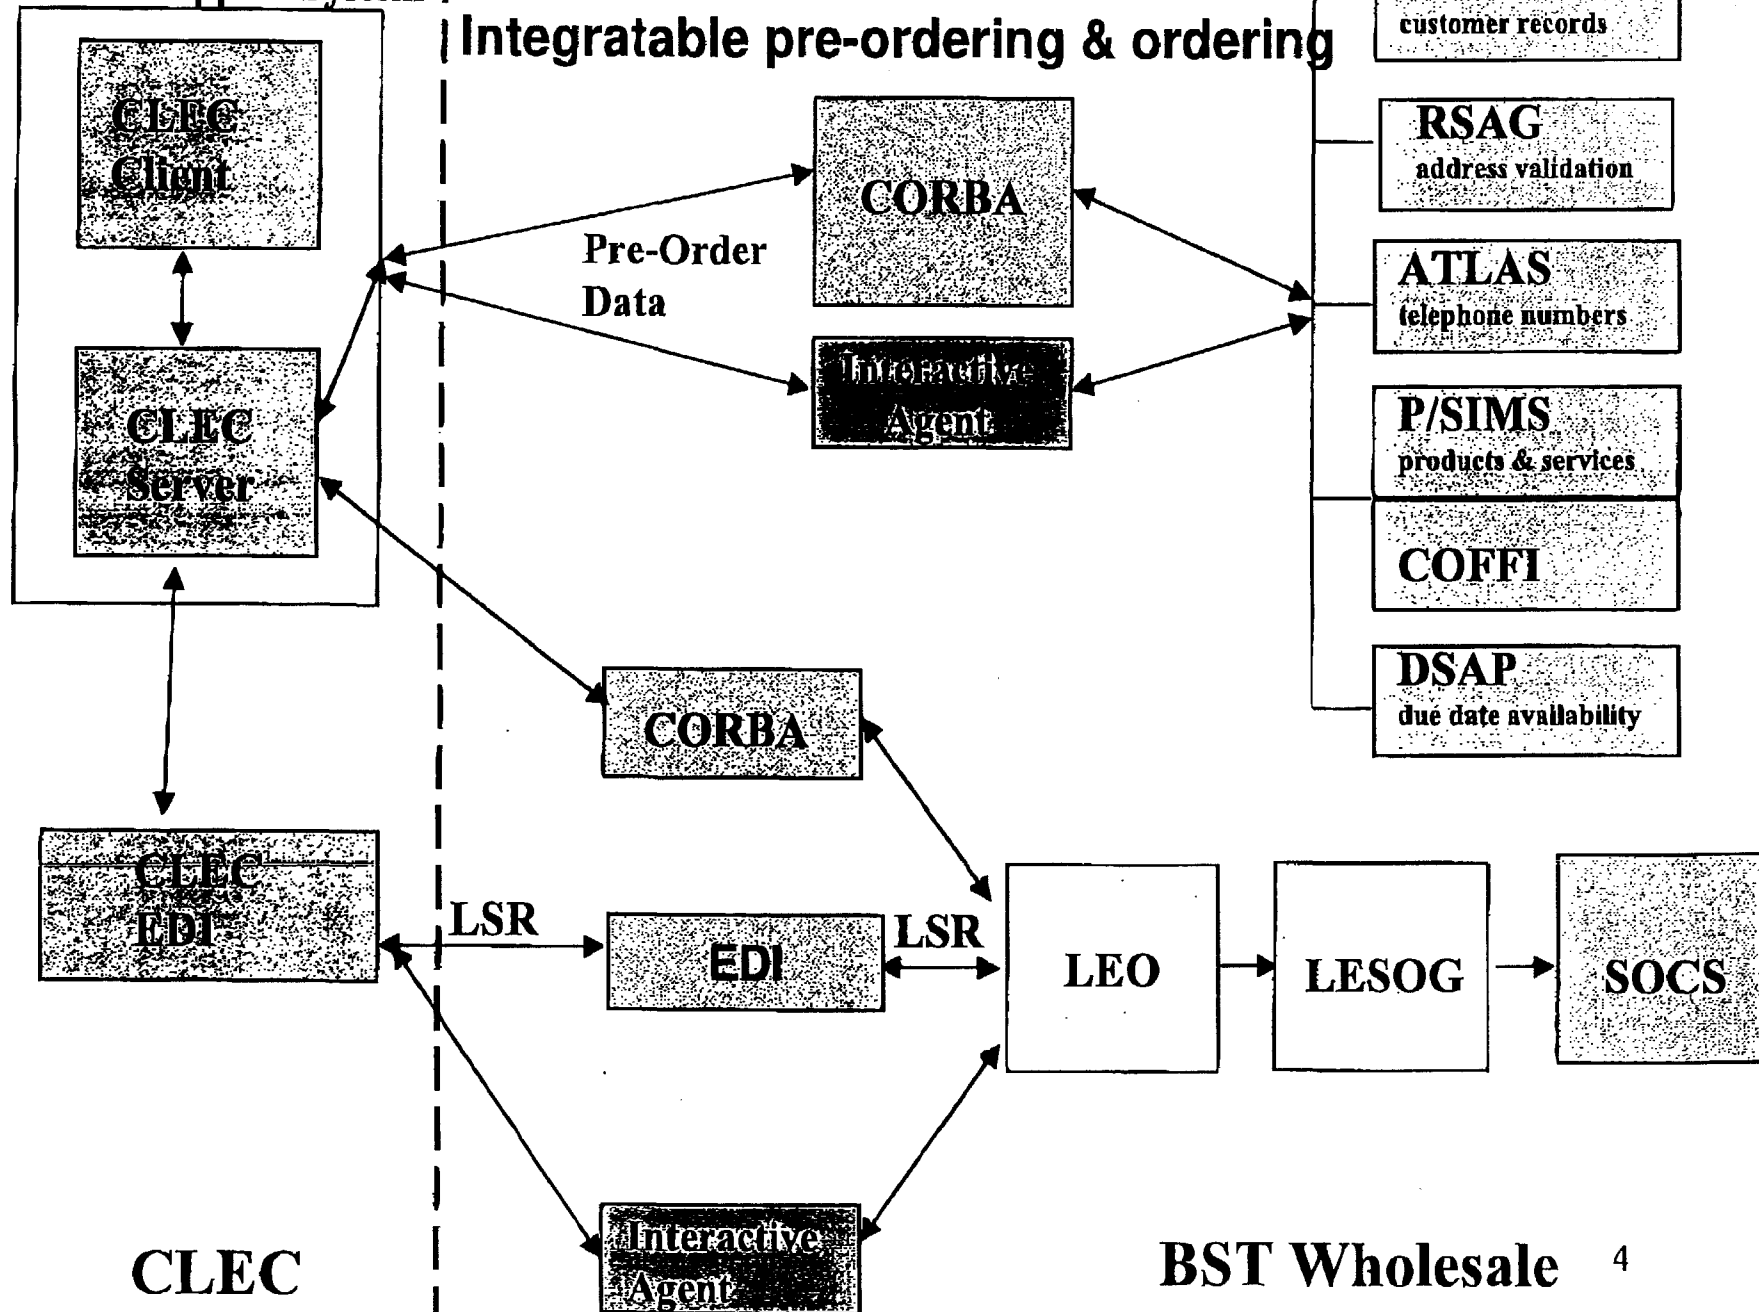 Integratable pre-ordering & ordering
customer records
CLEC
Client
CORBA
RSAG
address validation
Pre-Order
Data
ATLAS
telephone numbers
Interactive
Agent
CLEC
Server
P/SIMS
products & services
COFFI
DSAP
due date availability
CORBA
CLEC
EDI
LSR
EDI
LSR
LEO
LESOG
SOCS
Interactive
Agent
CLEC
BST Wholesale
4